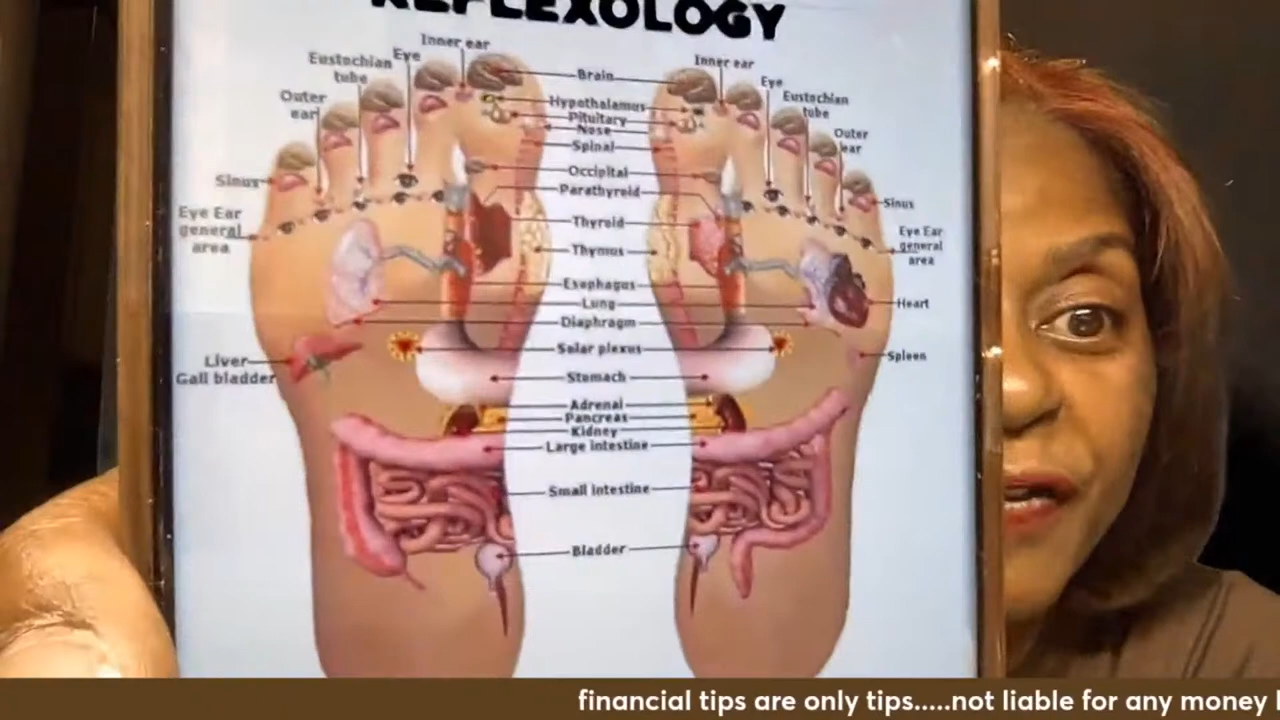 REFLEXOLOGY
Inner ear
Eustachian tube
Eye
Outer ear
Sinus
Eye Ear
general
area
Liver
Gall bladder
Brain
Hypothalamus
Pituitary
Nose
Spinal
Occipital
Parathyroid
Thyroid
Thymus
Esophagus
Lung
Diaphragm
Solar plexus
Stomach
Adrenal
Pancreas
Kidney
Large intestine
Small intestine
Bladder
Inner ear
Eye
Eustachian
tube
Outer
ear
Sinus
Eye Ear
general
area
Heart
Spleen
financial tips are only tips.....not liable for any money